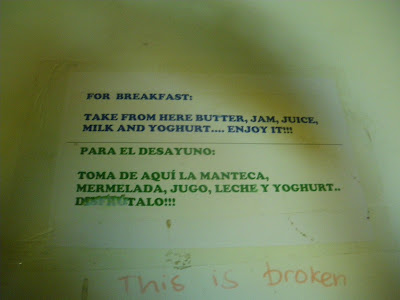 FOR BREAKFAST:
TAKE FROM HERE BUTTER, JAM, JUICE,
MILK AND YOGHURT.... ENJOY IT!!!
PARA EL DESAYUNO:
TOMA DE AQUÍ LA MANTECA,
MERMELADA, JUGO, LECHE Y YOGHURT..
DISFRÚTALO!!!
This is broken